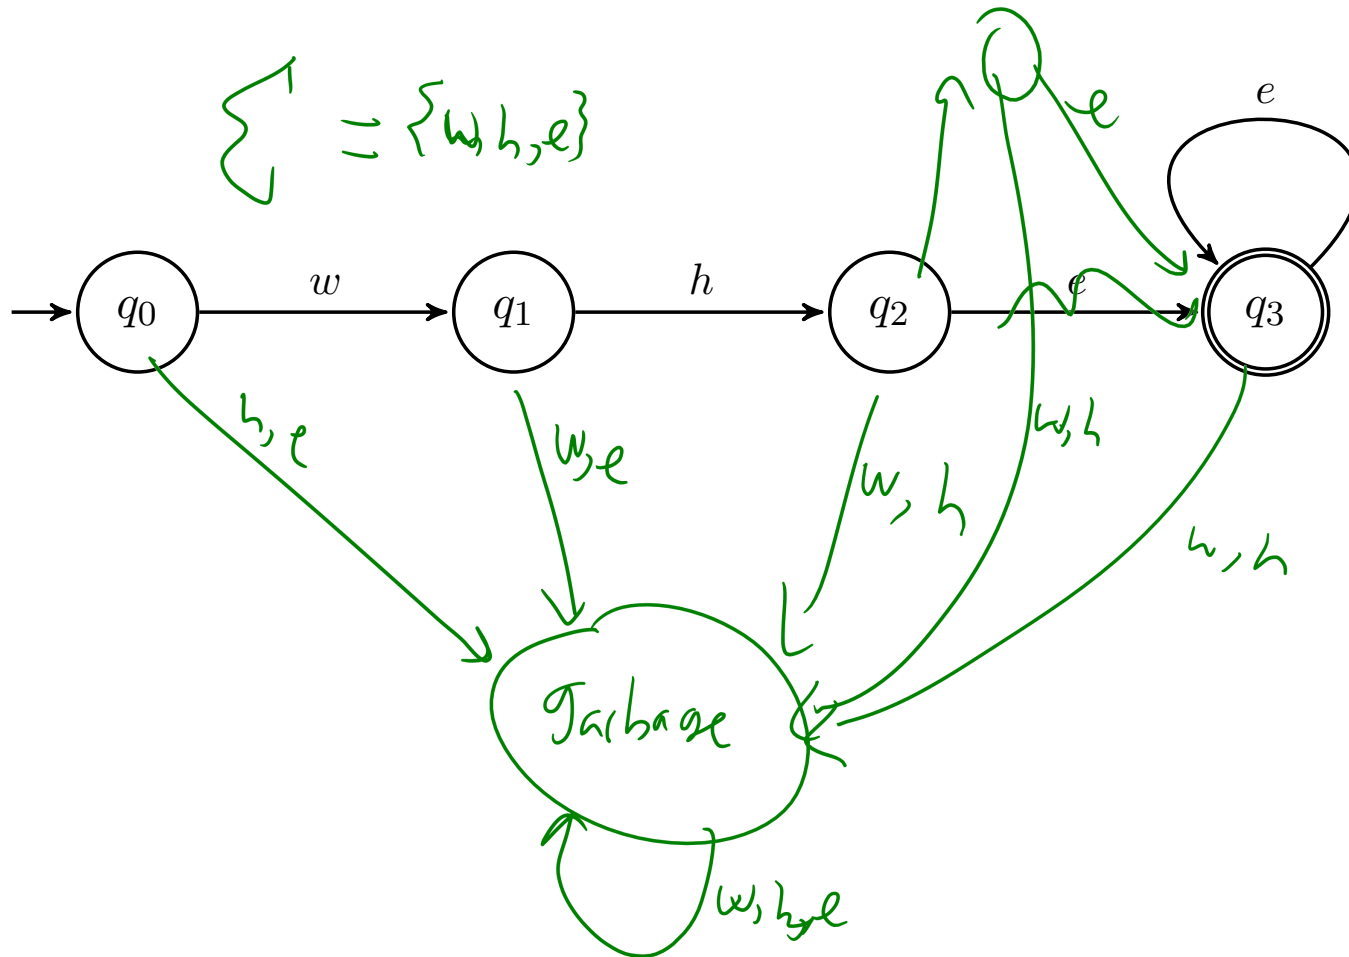 e
e
Σ = {w,h,e}
w
h
e
q0
q1
q2
q3
h,e
w,e
w,h
w,h
w,h
garbage
w,h,e